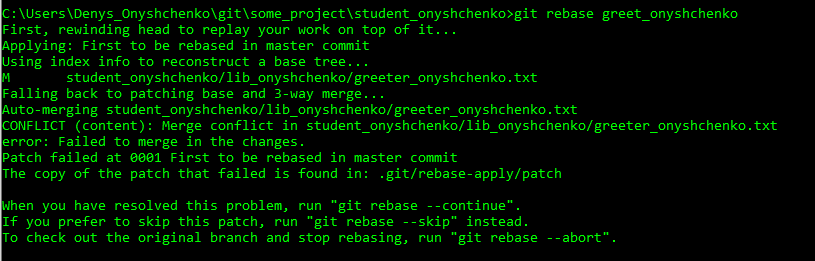 C:\Users\Denys_Onyshchenko\git\some_project\student_onyshchenko>git rebase greet_onyshchenko
First, rewinding head to replay your work on top of it...
Applying: First to be rebased in master commit
Using index info to reconstruct a base tree...
M       student_onyshchenko/lib_onyshchenko/greeter_onyshchenko.txt
Falling back to patching base and 3-way merge...
Auto-merging student_onyshchenko/lib_onyshchenko/greeter_onyshchenko.txt
CONFLICT (content): Merge conflict in student_onyshchenko/lib_onyshchenko/greeter_onyshchenko.txt
error: Failed to merge in the changes.
Patch failed at 0001 First to be rebased in master commit
The copy of the patch that failed is found in: .git/rebase-apply/patch

When you have resolved this problem, run "git rebase --continue".
If you prefer to skip this patch, run "git rebase --skip" instead.
To check out the original branch and stop rebasing, run "git rebase --abort".